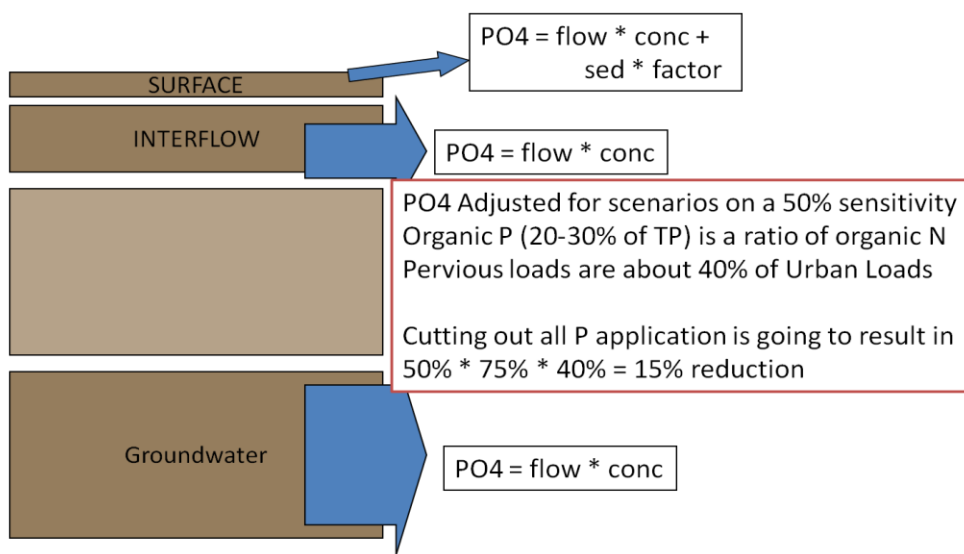 PO4 = flow * conc +
sed * factor
SURFACE
INTERFLOW
PO4 = flow * conc
PO4 Adjusted for scenarios on a 50% sensitivity
Organic P (20-30% of TP) is a ratio of organic N
Pervious loads are about 40% of Urban Loads
Cutting out all P application is going to result in
50% * 75% * 40% = 15% reduction
Groundwater
PO4 = flow * conc